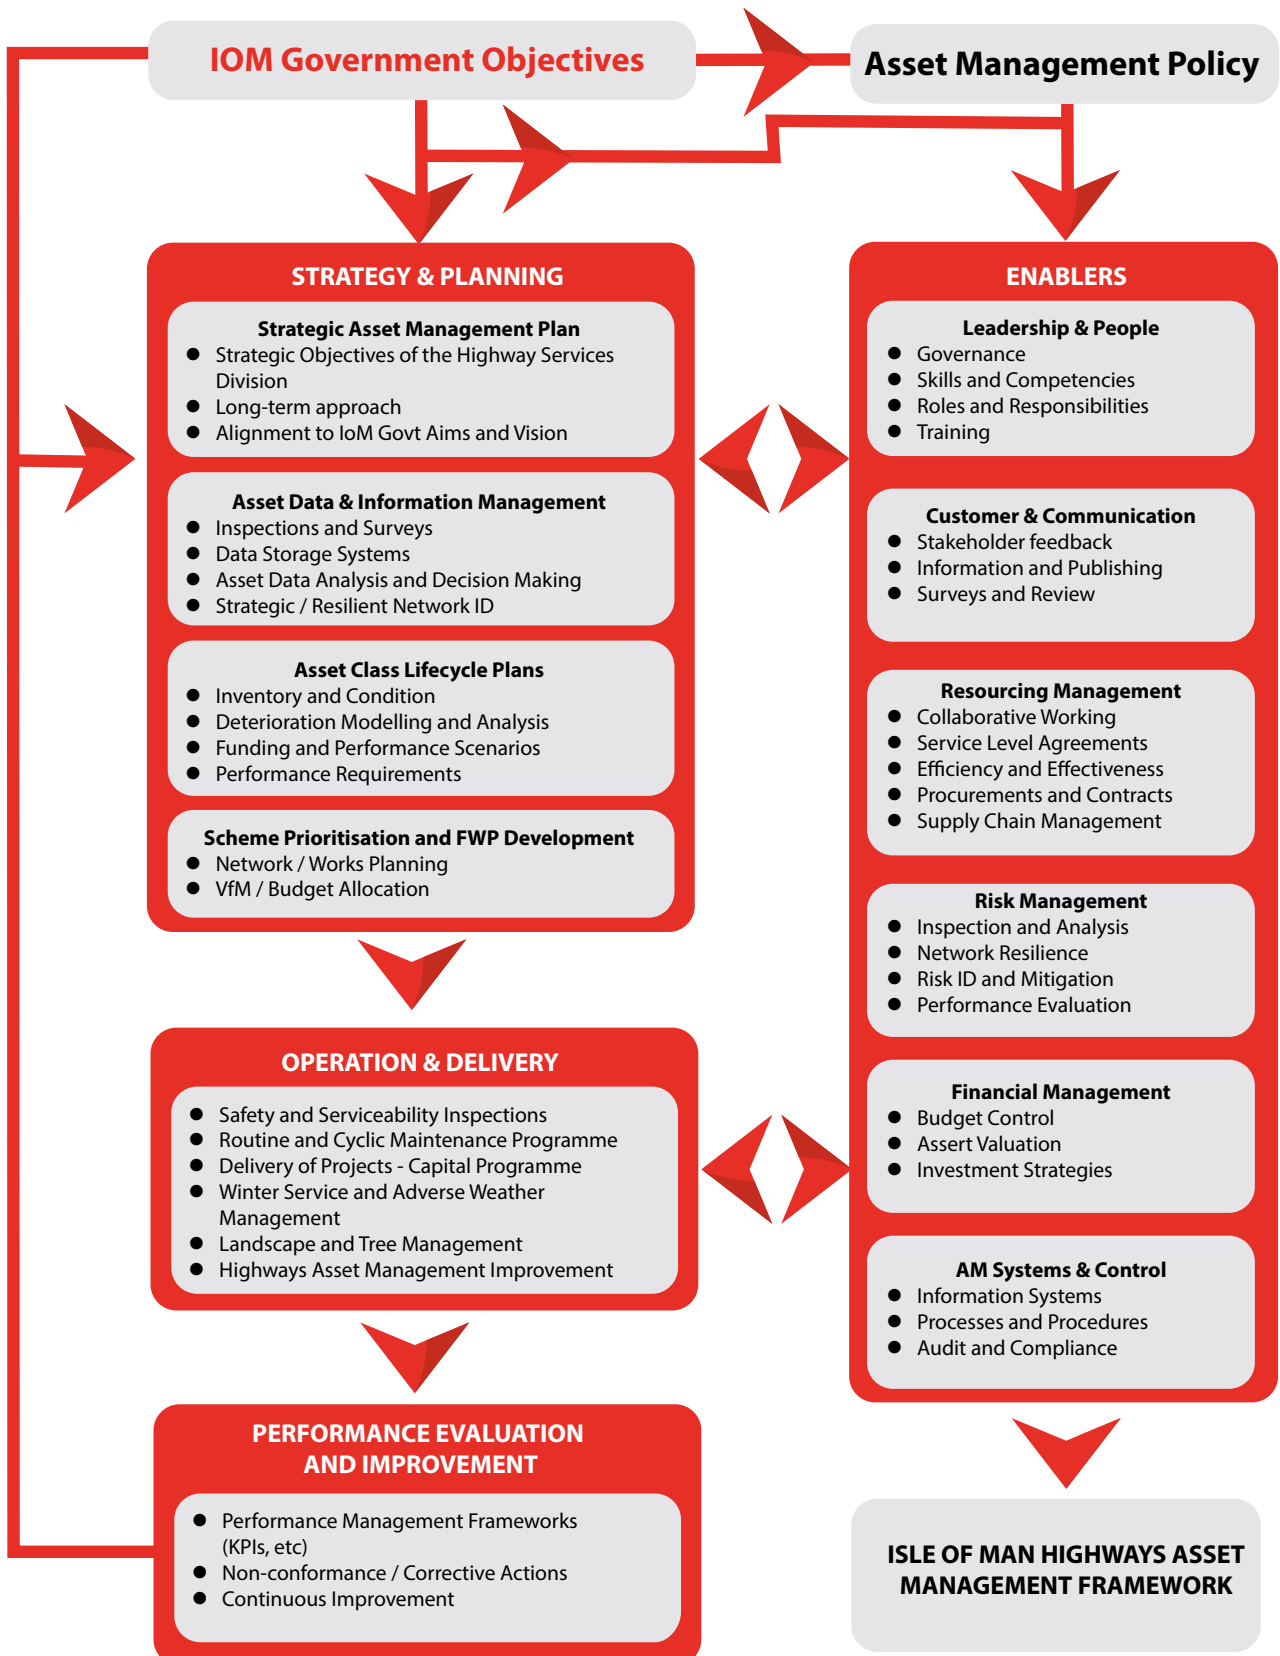 IOM Government Objectives
Asset Management Policy
STRATEGY & PLANNING
Strategic Asset Management Plan
● Strategic Objectives of the Highway Services
Division
● Long-term approach
● Alignment to IoM Govt Aims and Vision
Asset Data & Information Management
● Inspections and Surveys
● Data Storage Systems
● Asset Data Analysis and Decision Making
● Strategic / Resilient Network ID
Asset Class Lifecycle Plans
● Inventory and Condition
● Deterioration Modelling and Analysis
● Funding and Performance Scenarios
● Performance Requirements
Scheme Prioritisation and FWP Development
● Network / Works Planning
● VfM / Budget Allocation
OPERATION & DELIVERY
● Safety and Serviceability Inspections
● Routine and Cyclic Maintenance Programme
● Delivery of Projects - Capital Programme
● Winter Service and Adverse Weather
Management
● Landscape and Tree Management
● Highways Asset Management Improvement
PERFORMANCE EVALUATION
AND IMPROVEMENT
● Performance Management Frameworks
(KPIs, etc)
● Non-conformance / Corrective Actions
● Continuous Improvement
ENABLERS
Leadership & People
● Governance
● Skills and Competencies
● Roles and Responsibilities
● Training
Customer & Communication
● Stakeholder feedback
● Information and Publishing
● Surveys and Review
Resourcing Management
● Collaborative Working
● Service Level Agreements
● Efficiency and Effectiveness
● Procurements and Contracts
● Supply Chain Management
Risk Management
● Inspection and Analysis
● Network Resilience
● Risk ID and Mitigation
● Performance Evaluation
Financial Management
● Budget Control
● Assert Valuation
● Investment Strategies
AM Systems & Control
● Information Systems
● Processes and Procedures
● Audit and Compliance
ISLE OF MAN HIGHWAYS ASSET
MANAGEMENT FRAMEWORK